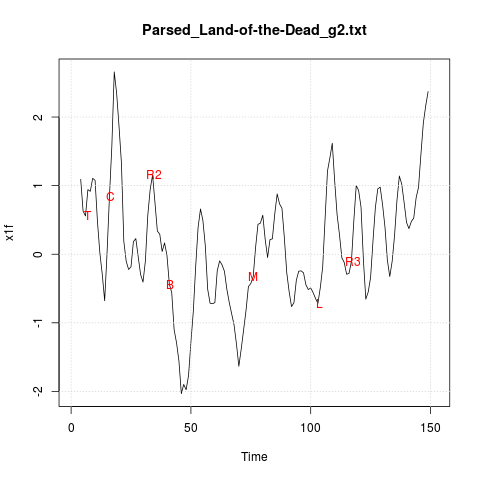 Parsed_Land-of-the-Dead_g2.txt
x1f
2
1
0
-1
-2
T
C
R2
B
M
L
R3
0
50
100
150
Time